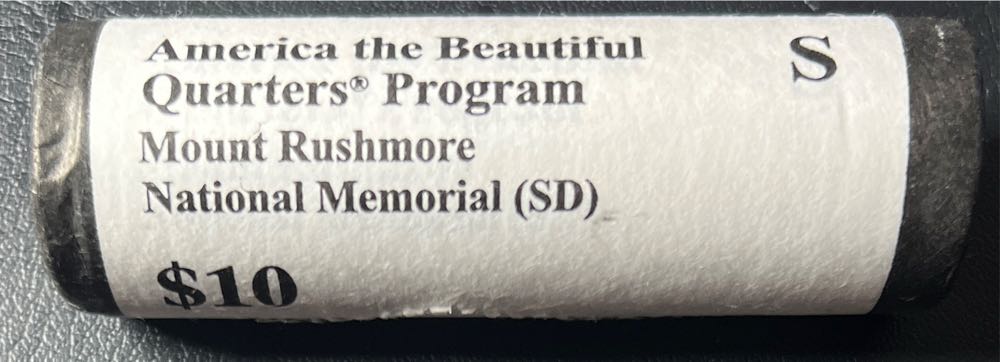 America the Beautiful
Quarters® Program
Mount Rushmore
National Memorial (SD)
$10
S